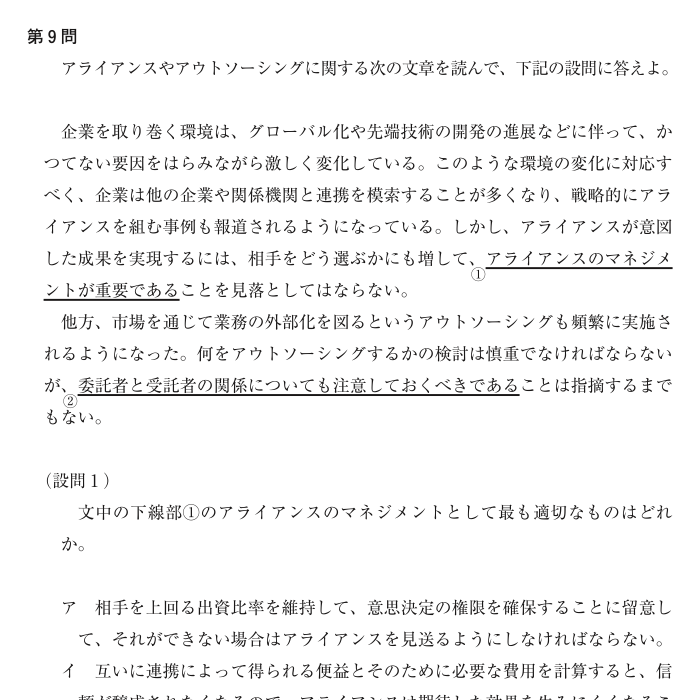 第9問
アライアンスやアウトソーシングに関する次の文章を読んで、下記の設問に答えよ。
企業を取り巻く環境は、グローバル化や先端技術の開発の進展などに伴って、か
つてない要因をはらみながら激しく変化している。このような環境の変化に対応す
べく、企業は他の企業や関係機関と連携を模索することが多くなり、戦略的にアラ
イアンスを組む事例も報道されるようになっている。しかし、アライアンスが意図
した成果を実現するには、相手をどう選ぶかにも増して、アライアンスのマネジメ
①
ントが重要であることを見落としてはならない。
他方、市場を通じて業務の外部化を図るというアウトソーシングも頻繁に実施さ
れるようになった。何をアウトソーシングするかの検討は慎重でなければならない
が、委託者と受託者の関係についても注意しておくべきであることは指摘するまで
②
もない。
(設問1)
文中の下線部①のアライアンスのマネジメントとして最も適切なものはどれ
か。
ア 相手を上回る出資比率を維持して、意思決定の権限を確保することに留意し
て、それができない場合はアライアンスを見送るようにしなければならない。
イ 互いに連携によって得られる便益とそのために必要な費用を計算すると、信